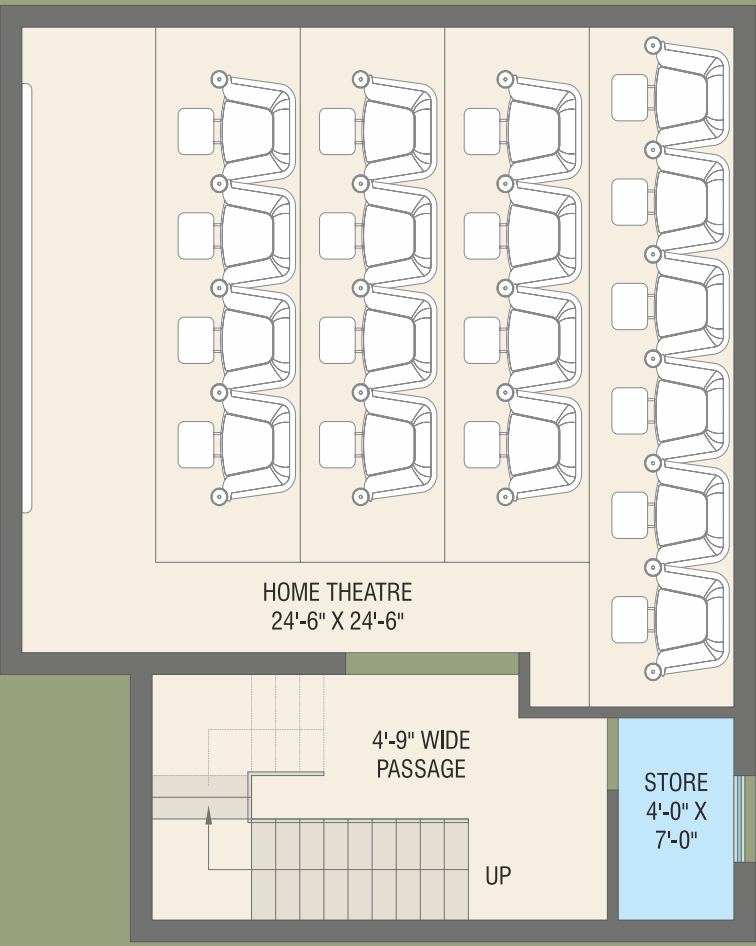 HOME THEATRE
24'-6" X 24'-6"
4'-9" WIDE
PASSAGE
STORE
4'-0" X
7'-0"
UP